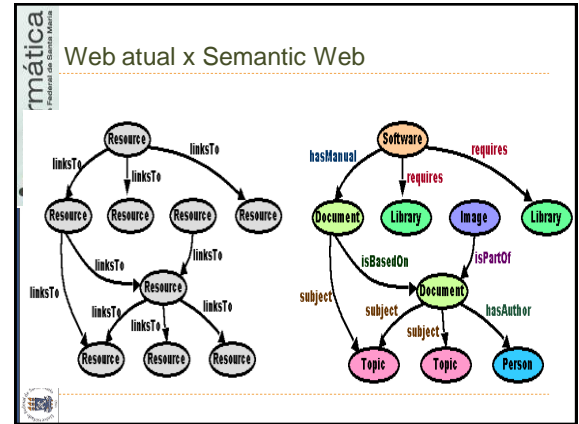 mática
Federal de Santa Maria
Web atual x Semantic Web
Resource
linksTo
linksTo
linksTo
Resource
Resource
Resource
Resource
linksTo
linksTo
linksTo
Resource
linksTo
linksTo
linksTo
Resource
Resource
Resource
Software
hasManual
requires
requires
Document
Library
Image
Library
isBasedOn
isPartOf
Document
subject
subject
subject
hasAuthor
Topic
Topic
Person